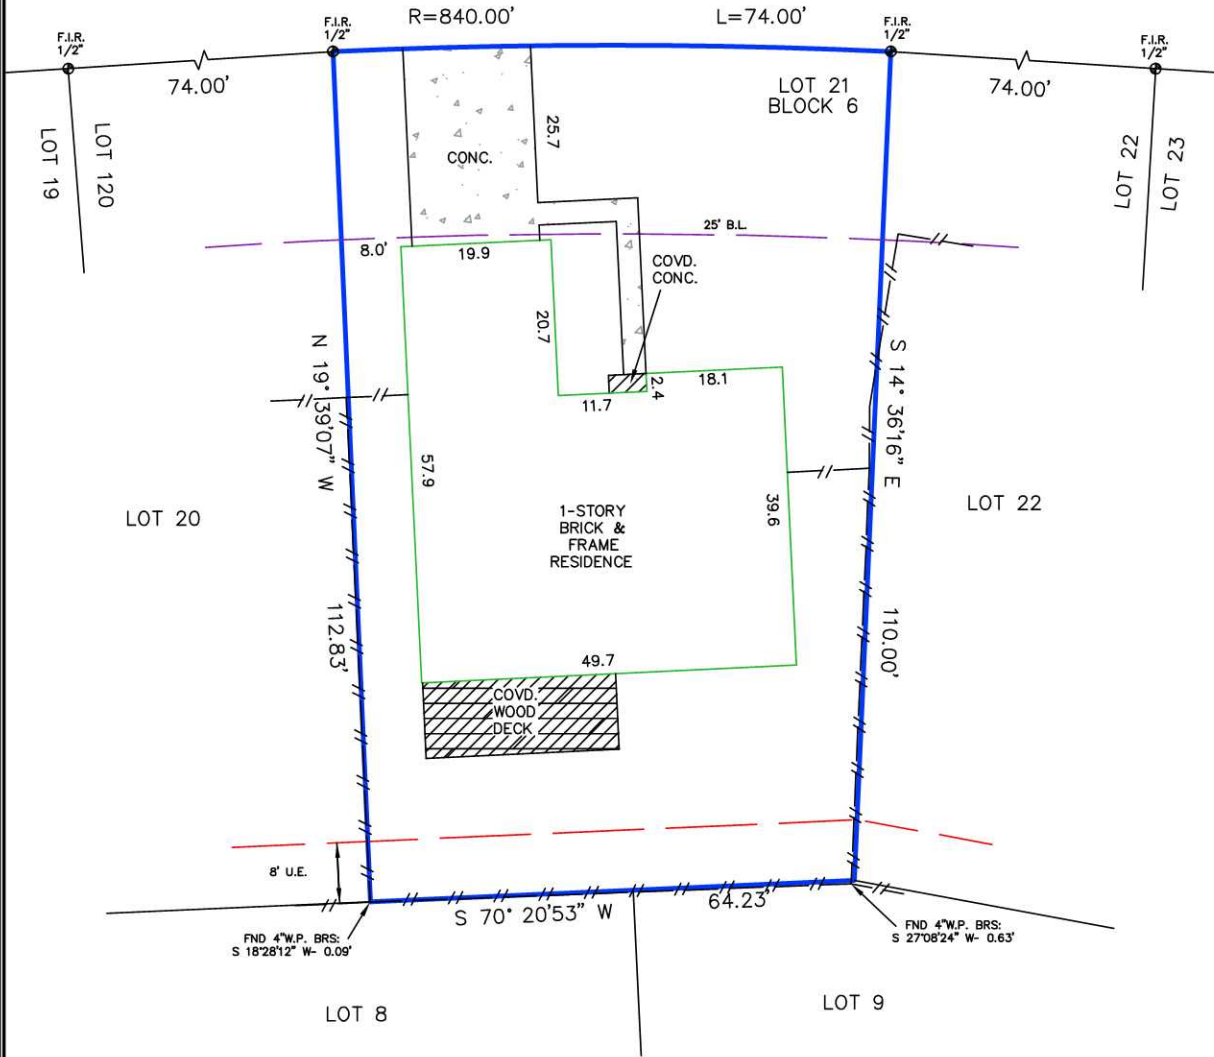 R=840.00'
L=74.00'
F.I.R.
1/2"
F.I.R.
1/2"
F.I.R.
1/2"
F.I.R.
1/2"
74.00'
74.00'
LOT 21
BLOCK 6
LOT 19
LOT 120
LOT 22
LOT 23
CONC.
25.7
25' B.L.
8.0'
19.9
COVD.
CONC.
20.7
2.4
18.1
11.7
N 19° 39'07" W
S 14° 36'16" E
57.9
39.6
LOT 20
1-STORY
BRICK &
FRAME
RESIDENCE
LOT 22
112.83'
110.00'
49.7
COVD.
WOOD
DECK
8' U.E.
S 70° 20'53" W
64.23'
FND 4"W.P. BRS:
S 18°28'12" W- 0.09'
FND 4"W.P. BRS:
S 27°08'24" W- 0.63'
LOT 8
LOT 9